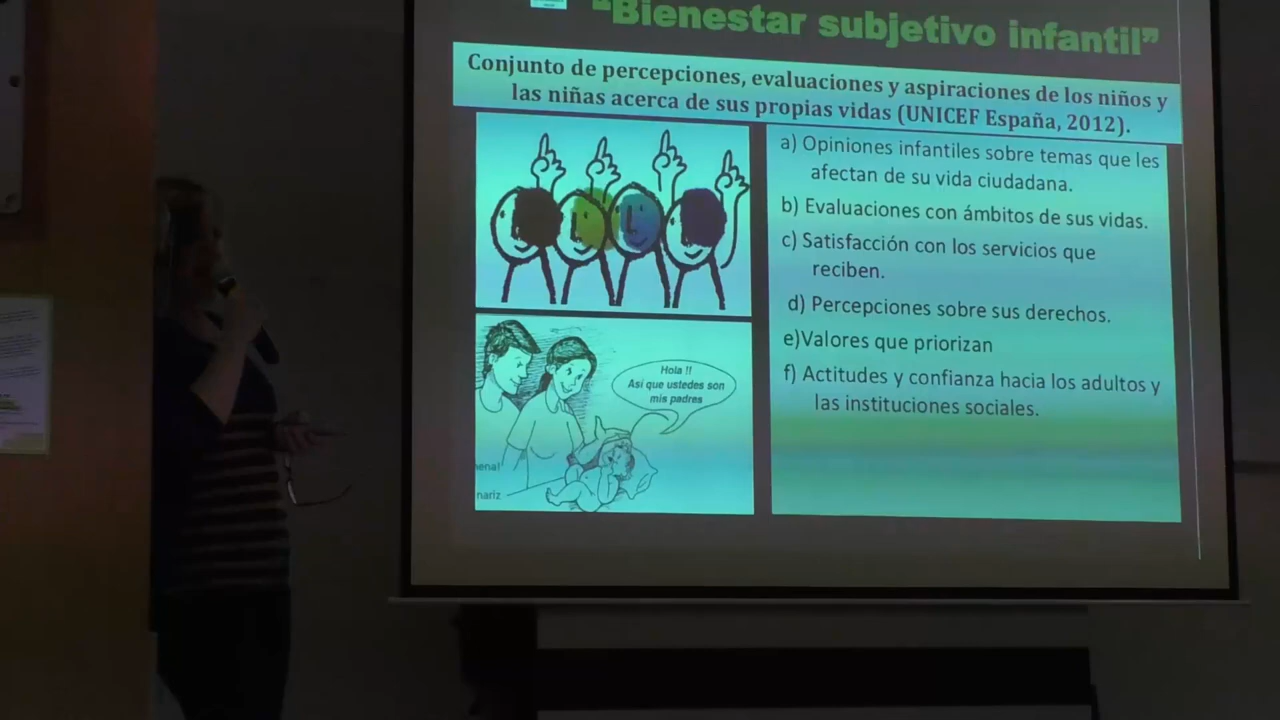 “Bienestar subjetivo infantil”
Conjunto de percepciones, evaluaciones y aspiraciones de los niños y
las niñas acerca de sus propias vidas (UNICEF España, 2012).
a) Opiniones infantiles sobre temas que les
afectan de su vida ciudadana.
b) Evaluaciones con ámbitos de sus vidas.
c) Satisfacción con los servicios que
reciben.
d) Percepciones sobre sus derechos.
e)Valores que priorizan
f) Actitudes y confianza hacia los adultos y
las instituciones sociales.
Hola !!
Asi que ustedes son
mis padres
nariz